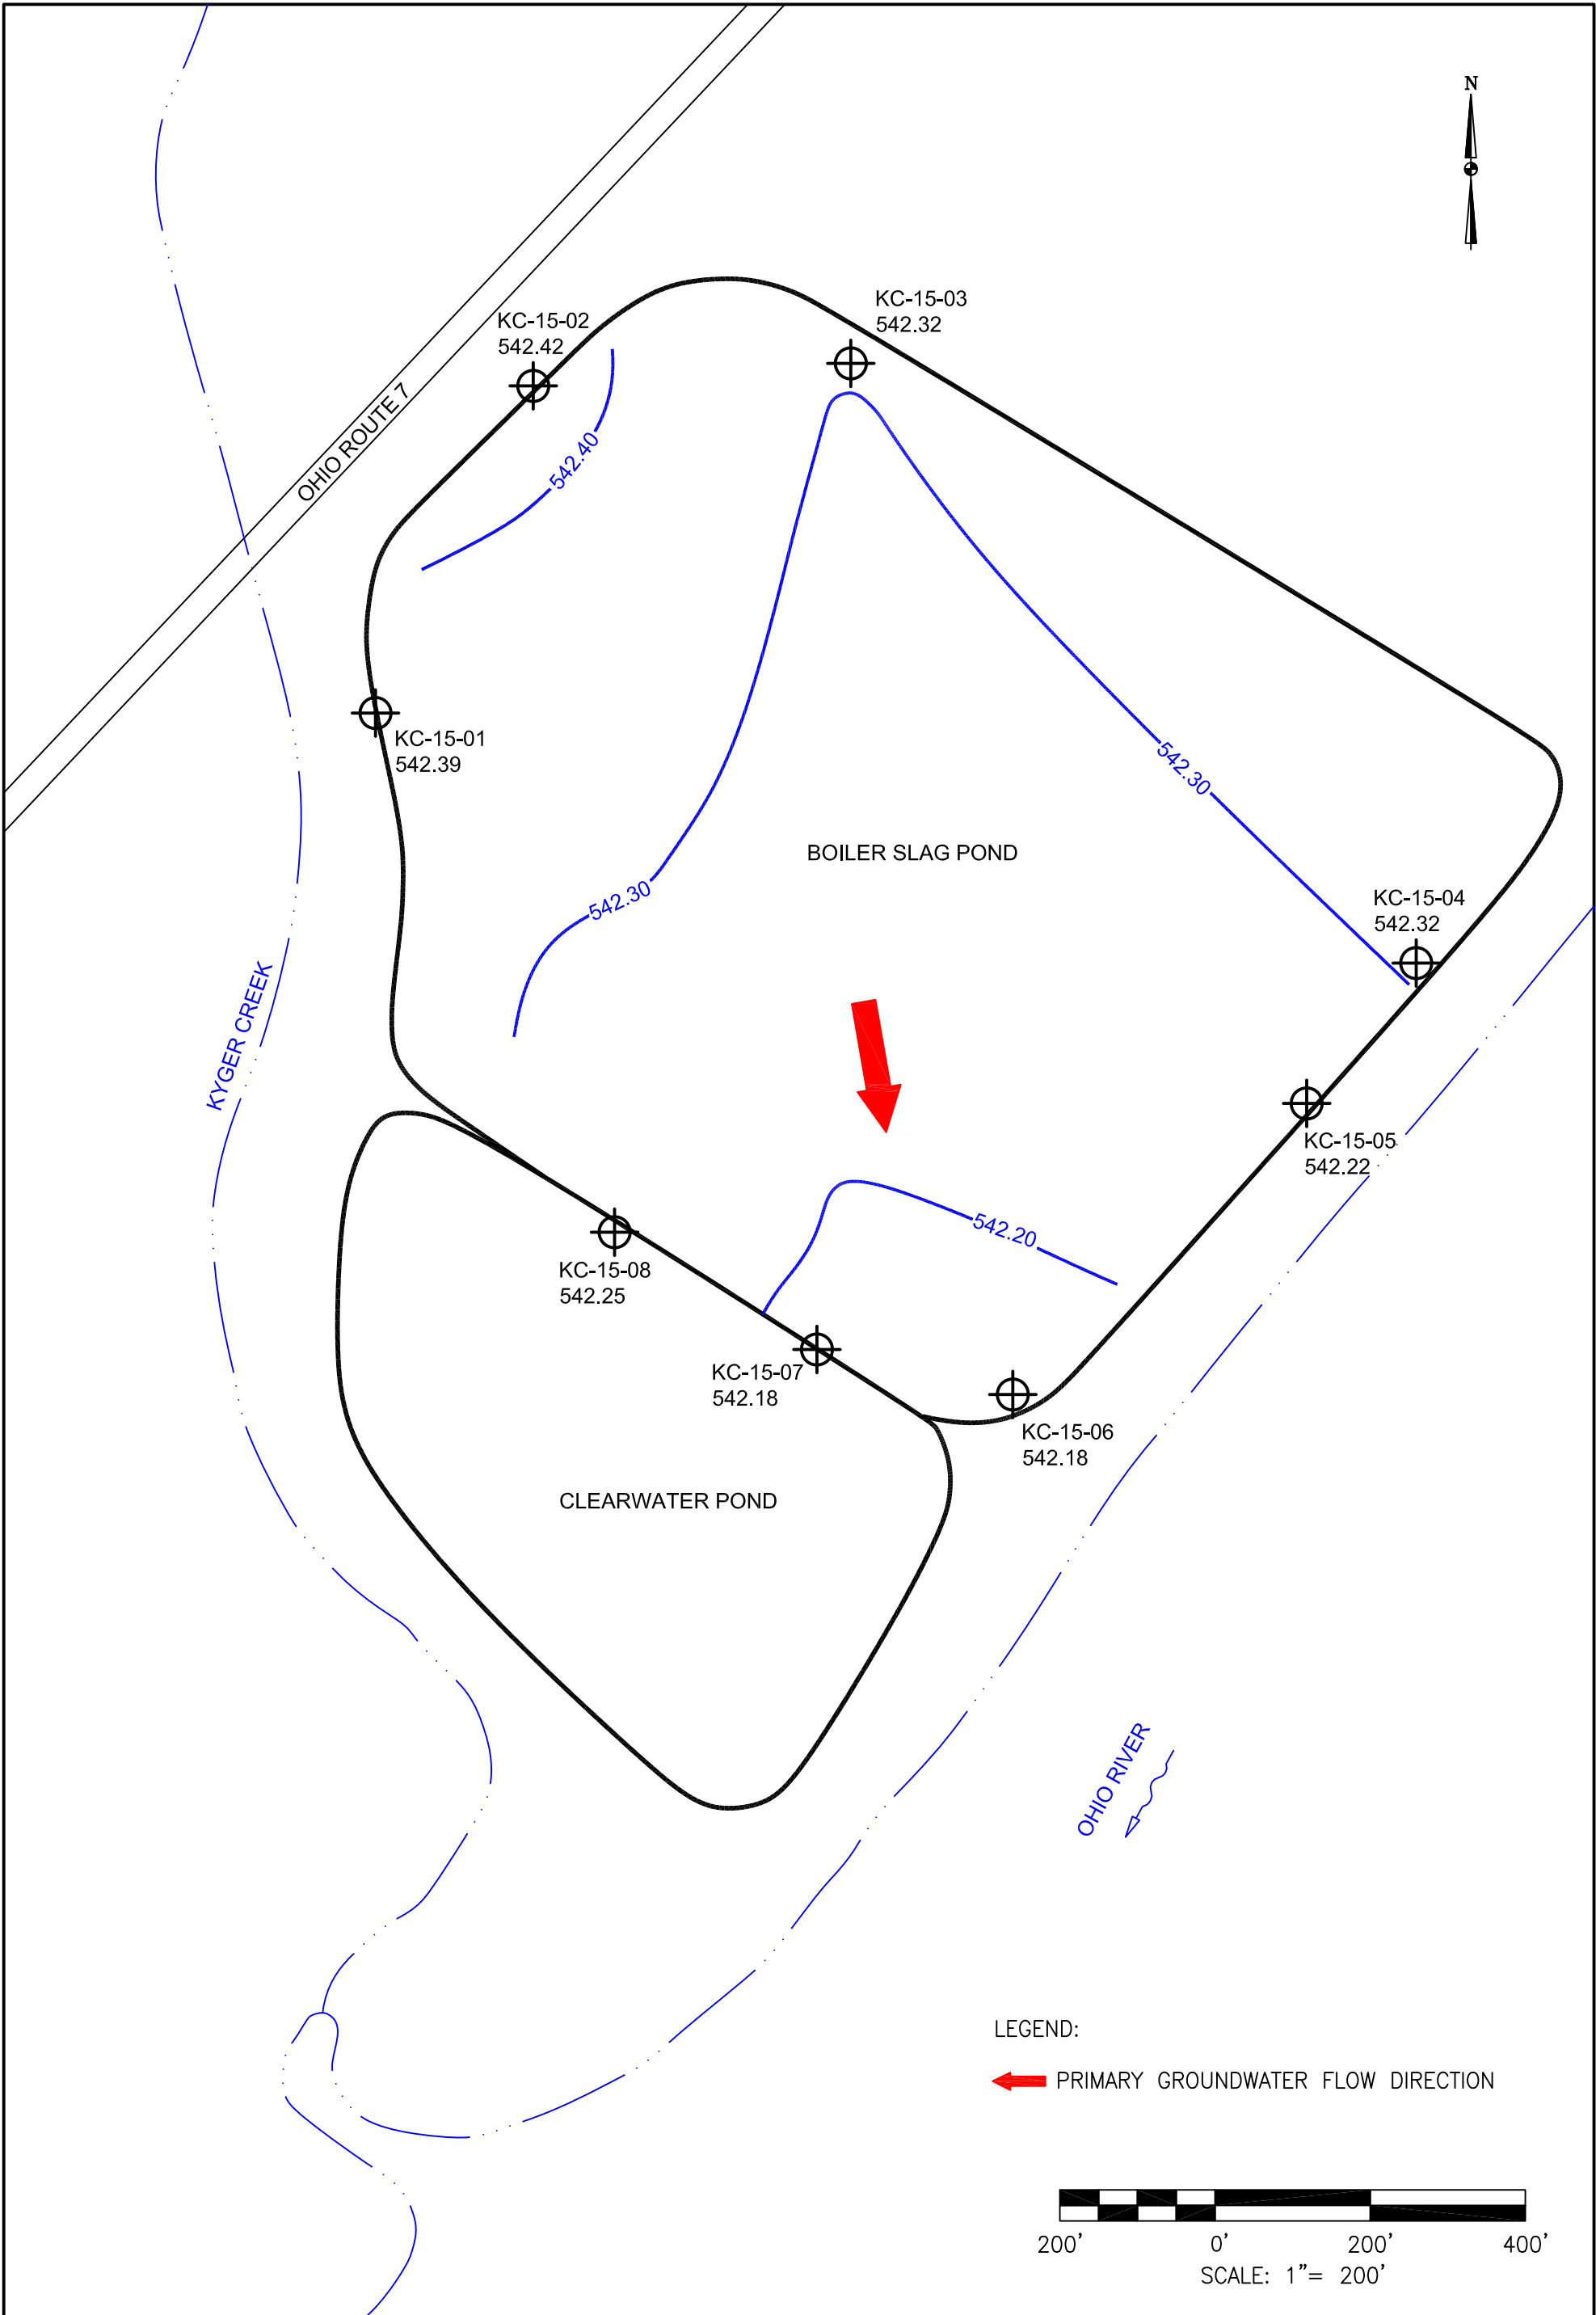 N
KC-15-03
542.32
KC-15-02
542.42
OHIO ROUTE 7
542.40
KC-15-01
542.39
542.30
BOILER SLAG POND
542.30
KC-15-04
542.32
KYGER CREEK
KC-15-05
542.22
542.20
KC-15-08
542.25
KC-15-07
542.18
KC-15-06
542.18
CLEARWATER POND
OHIO RIVER
LEGEND:
PRIMARY GROUNDWATER FLOW DIRECTION
200' 0' 200' 400'
SCALE: 1"= 200'